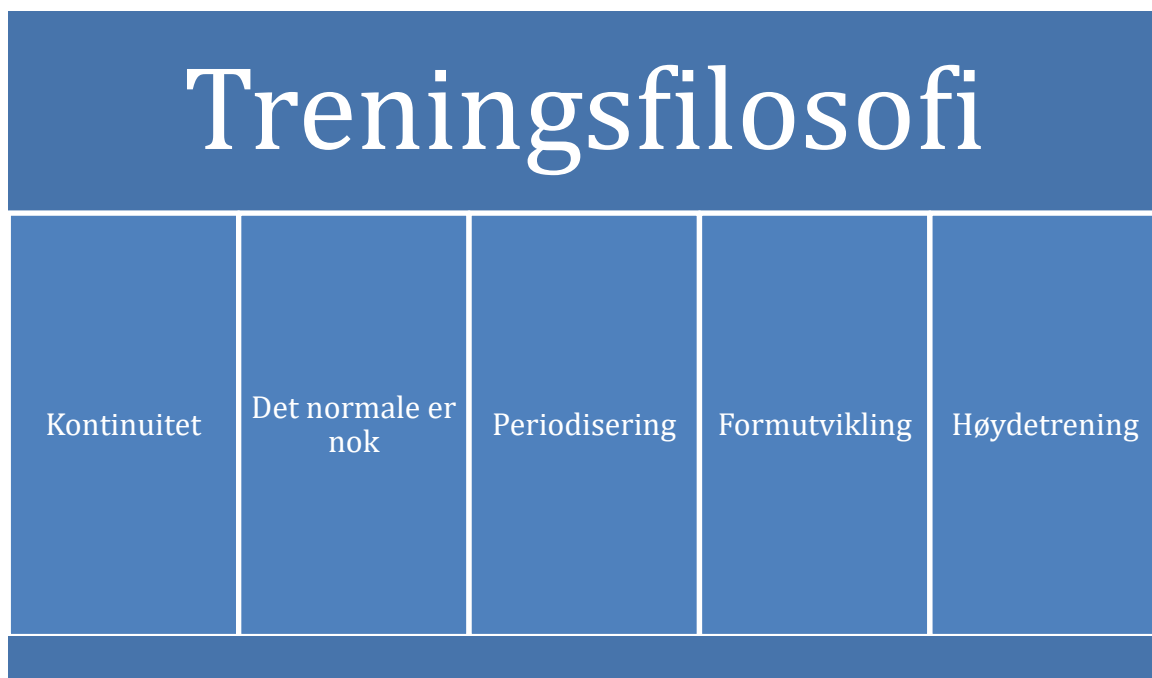 Treningsfilosofi
Kontinuitet
Det normale er
nok
Periodisering
Formutvikling
Høydetrening